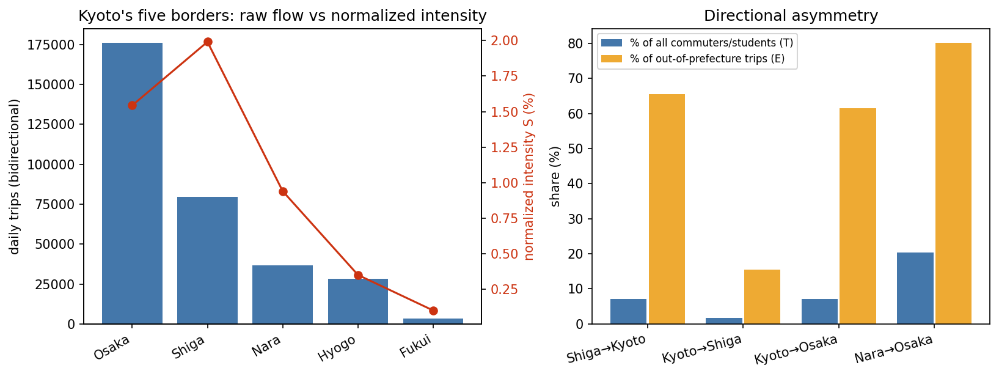 Kyoto's five borders: raw flow vs normalized intensity
daily trips (bidirectional)
175000
150000
125000
100000
75000
50000
25000
0
2.00
1.75
1.50
1.25
1.00
0.75
0.50
0.25
normalized intensity S (%)
Osaka
Shiga
Nara
Hyogo
Fukui
Directional asymmetry
% of all commuters/students (T)
% of out-of-prefecture trips (E)
share (%)
80
70
60
50
40
30
20
10
0
Shiga→Kyoto
Kyoto→Shiga
Kyoto→Osaka
Nara→Osaka